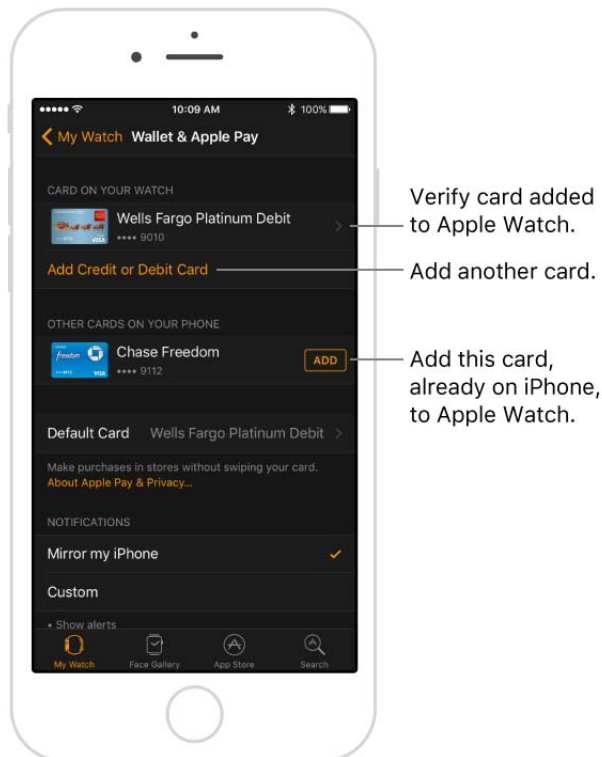 10:09 AM
100%
My Watch Wallet & Apple Pay
CARD ON YOUR WATCH
Wells Fargo Platinum Debit
•••• 9010
VISA
Add Credit or Debit Card
OTHER CARDS ON YOUR PHONE
freedom
Chase Freedom
•••• 9112
VISA
ADD
Default Card Wells Fargo Platinum Debit
Make purchases in stores without swiping your card.
About Apple Pay & Privacy...
NOTIFICATIONS
Mirror my iPhone
Custom
• Show alerts
My Watch Face Gallery App Store Search
Verify card added
to Apple Watch.
Add another card.
Add this card,
already on iPhone,
to Apple Watch.